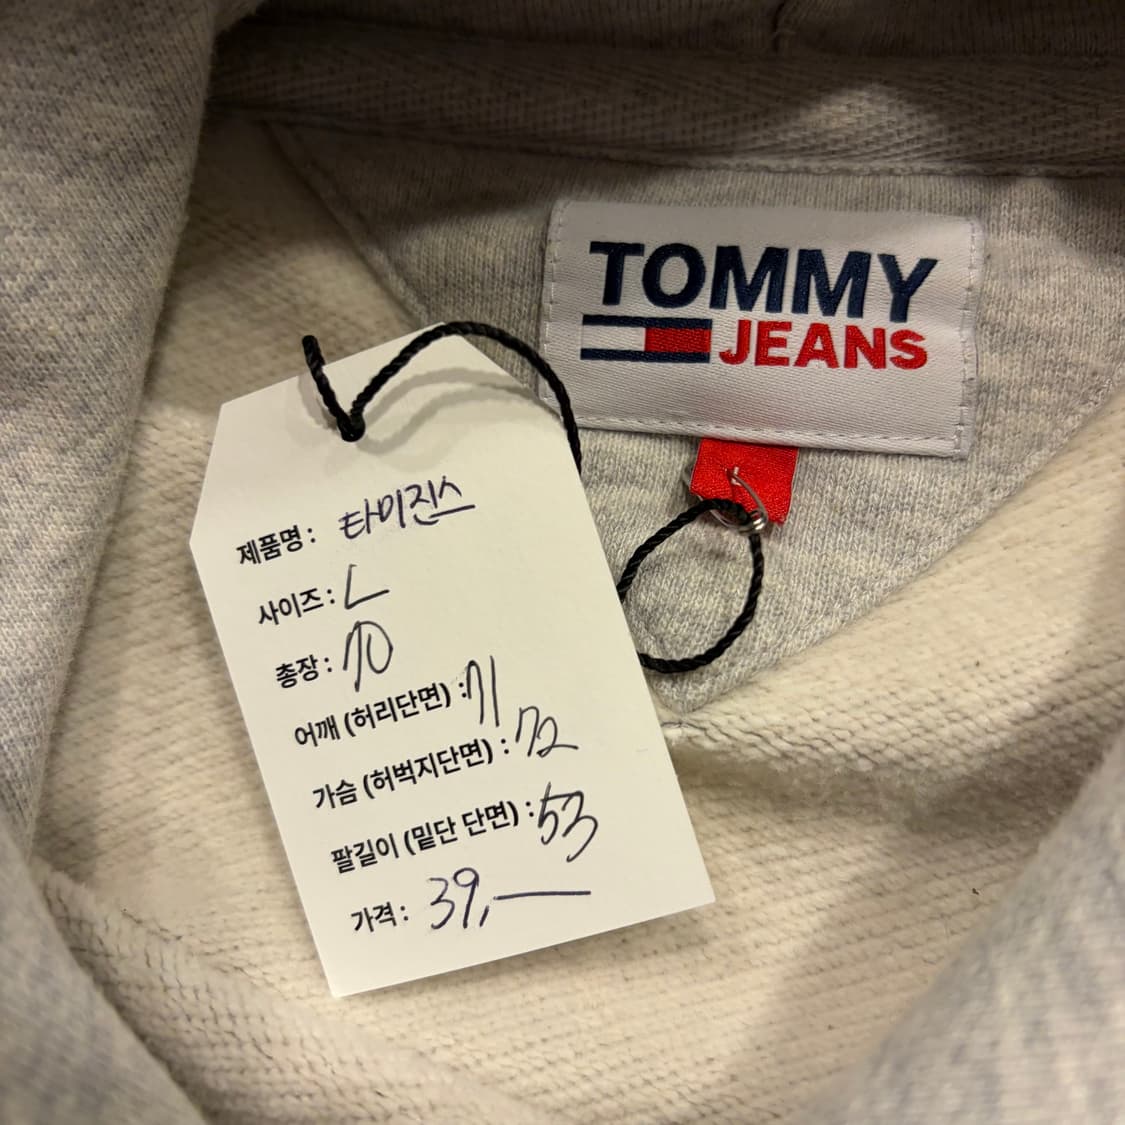 TOMMY
JEANS
제품명: 타미진스
사이즈: L
총장: 70
어깨 (허리단면) : 71
가슴 (허벅지단면) : 72
팔길이 (밑단 단면) : 53
가격: 39,—